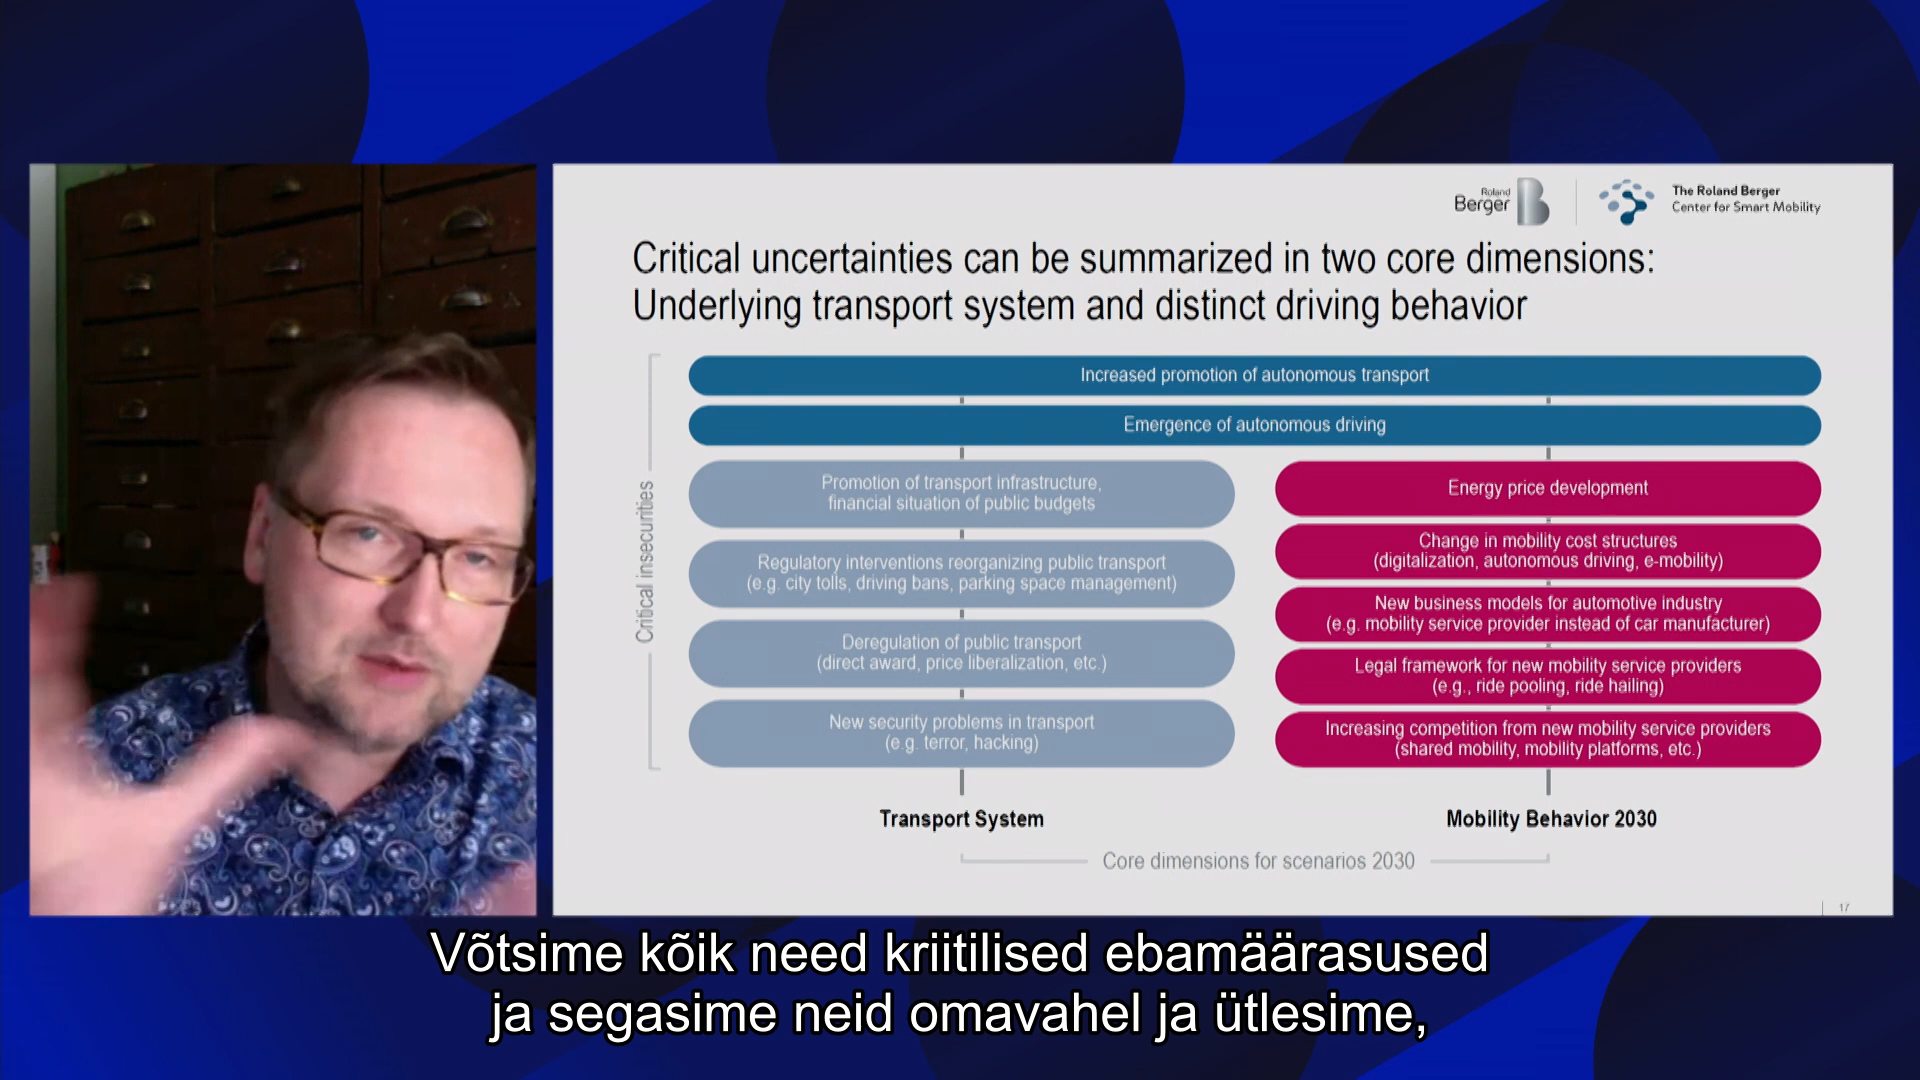 Roland
Berger
The Roland Berger
Center for Smart Mobility
Critical uncertainties can be summarized in two core dimensions:
Underlying transport system and distinct driving behavior
Critical insecurities
Increased promotion of autonomous transport
Emergence of autonomous driving
Promotion of transport infrastructure,
financial situation of public budgets
Regulatory interventions reorganizing public transport
(e.g. city tolls, driving bans, parking space management)
Deregulation of public transport
(direct award, price liberalization, etc.)
New security problems in transport
(e.g. terror, hacking)
Energy price development
Change in mobility cost structures
(digitalization, autonomous driving, e-mobility)
New business models for automotive industry
(e.g. mobility service provider instead of car manufacturer)
Legal framework for new mobility service providers
(e.g., ride pooling, ride hailing)
Increasing competition from new mobility service providers
(shared mobility, mobility platforms, etc.)
Transport System
Mobility Behavior 2030
Core dimensions for scenarios 2030
17
Võtsime kõik need kriitilised ebamäärasused
ja segasime neid omavahel ja ütlesime,